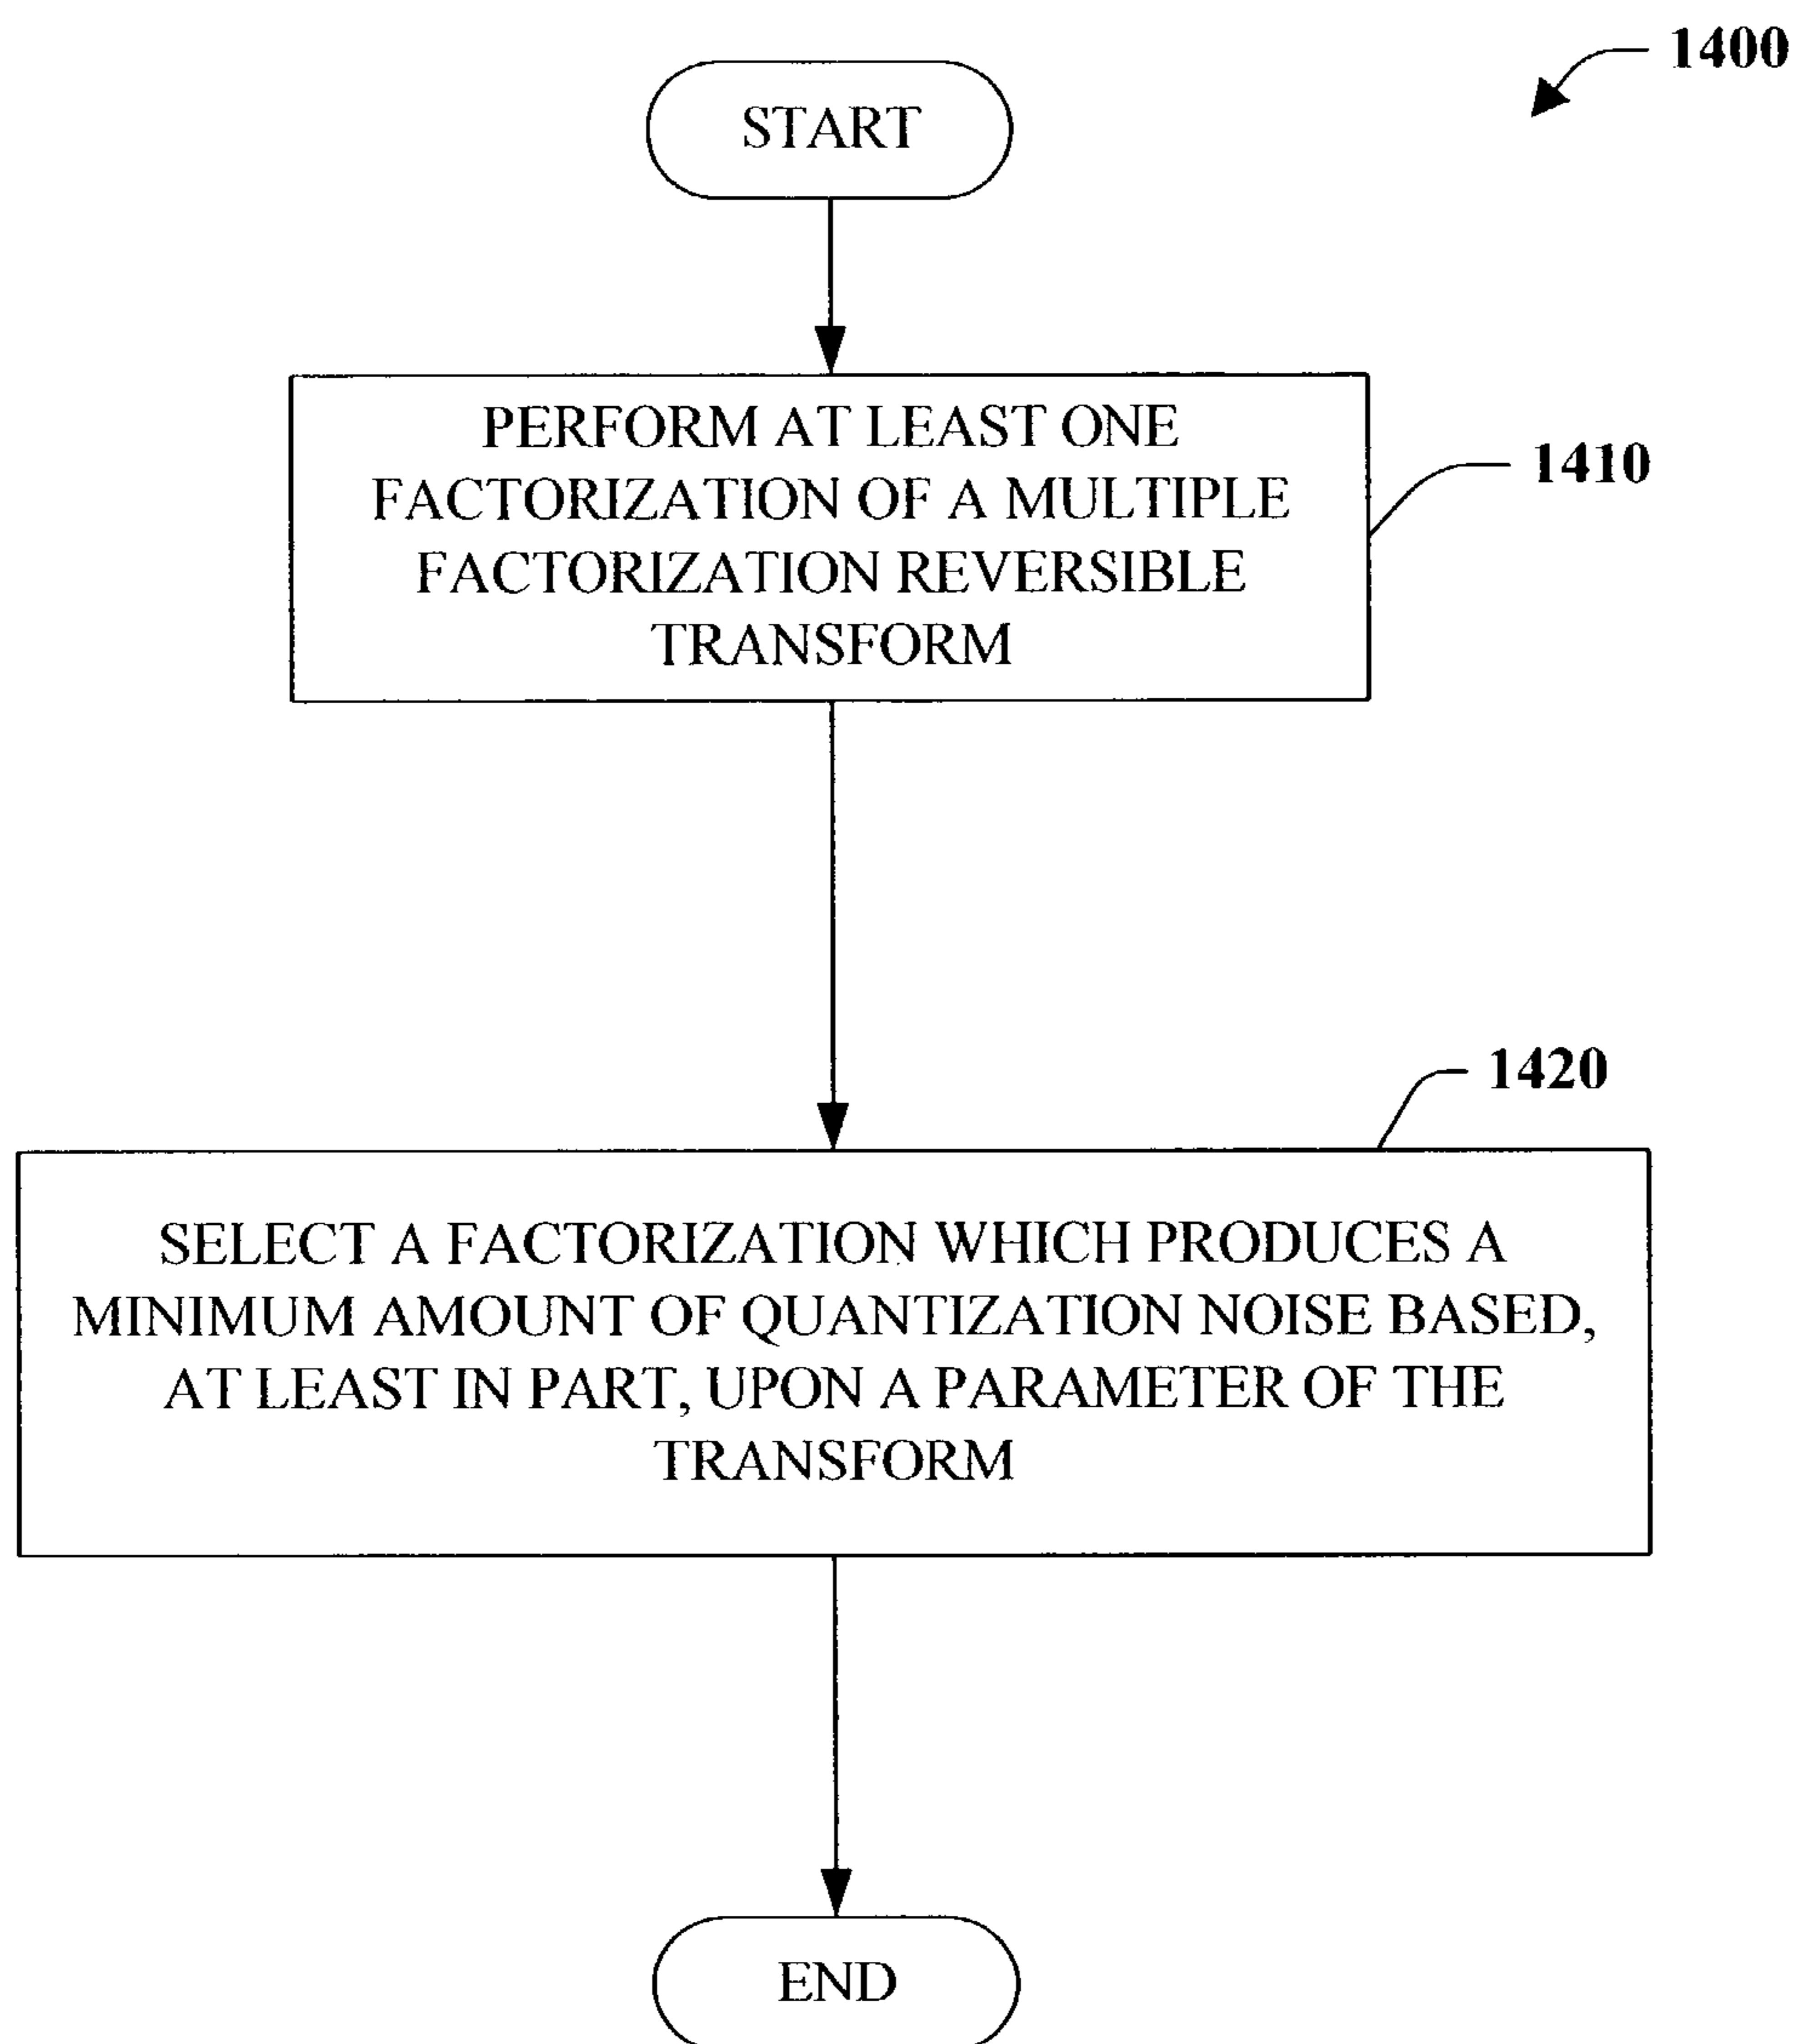 1400
START
PERFORM AT LEAST ONE
FACTORIZATION OF A MULTIPLE
FACTORIZATION REVERSIBLE
TRANSFORM
1410
1420
SELECT A FACTORIZATION WHICH PRODUCES A
MINIMUM AMOUNT OF QUANTIZATION NOISE BASED,
AT LEAST IN PART, UPON A PARAMETER OF THE
TRANSFORM
END